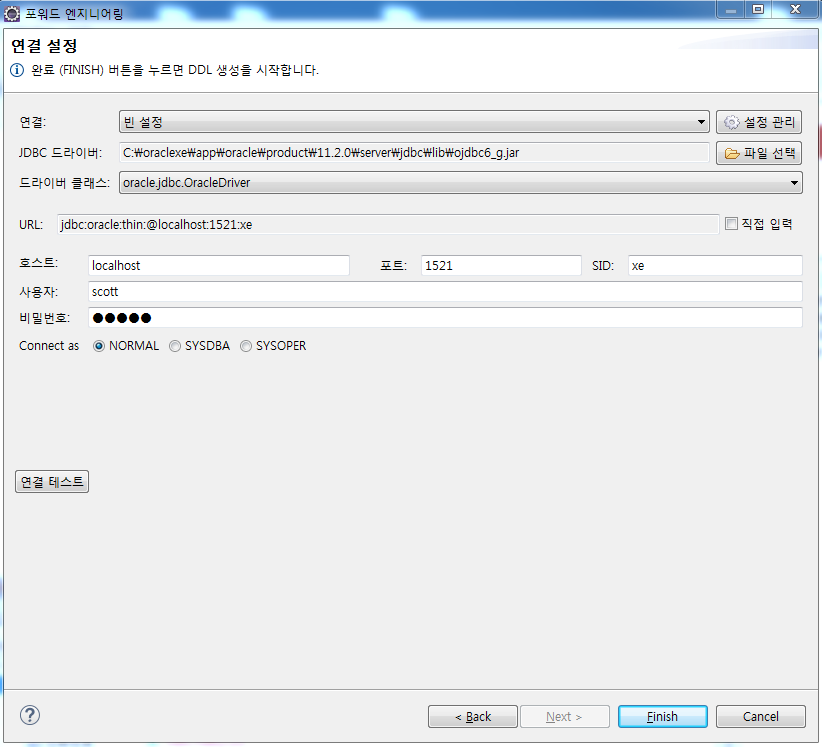 포워드 엔지니어링
연결 설정
완료 (FINISH) 버튼을 누르면 DDL 생성을 시작합니다.
연결: 빈 설정 설정 관리
JDBC 드라이버: C:₩oraclexe₩app₩oracle₩product₩11.2.0₩server₩jdbc₩lib₩ojdbc6_g.jar 파일 선택
드라이버 클래스: oracle.jdbc.OracleDriver
URL: jdbc:oracle:thin:@localhost:1521:xe 직접 입력
호스트: localhost 포트: 1521 SID: xe
사용자: scott
비밀번호: ●●●●●
Connect as NORMAL SYSDBA SYSOPER
연결 테스트
? < Back Next > Finish Cancel